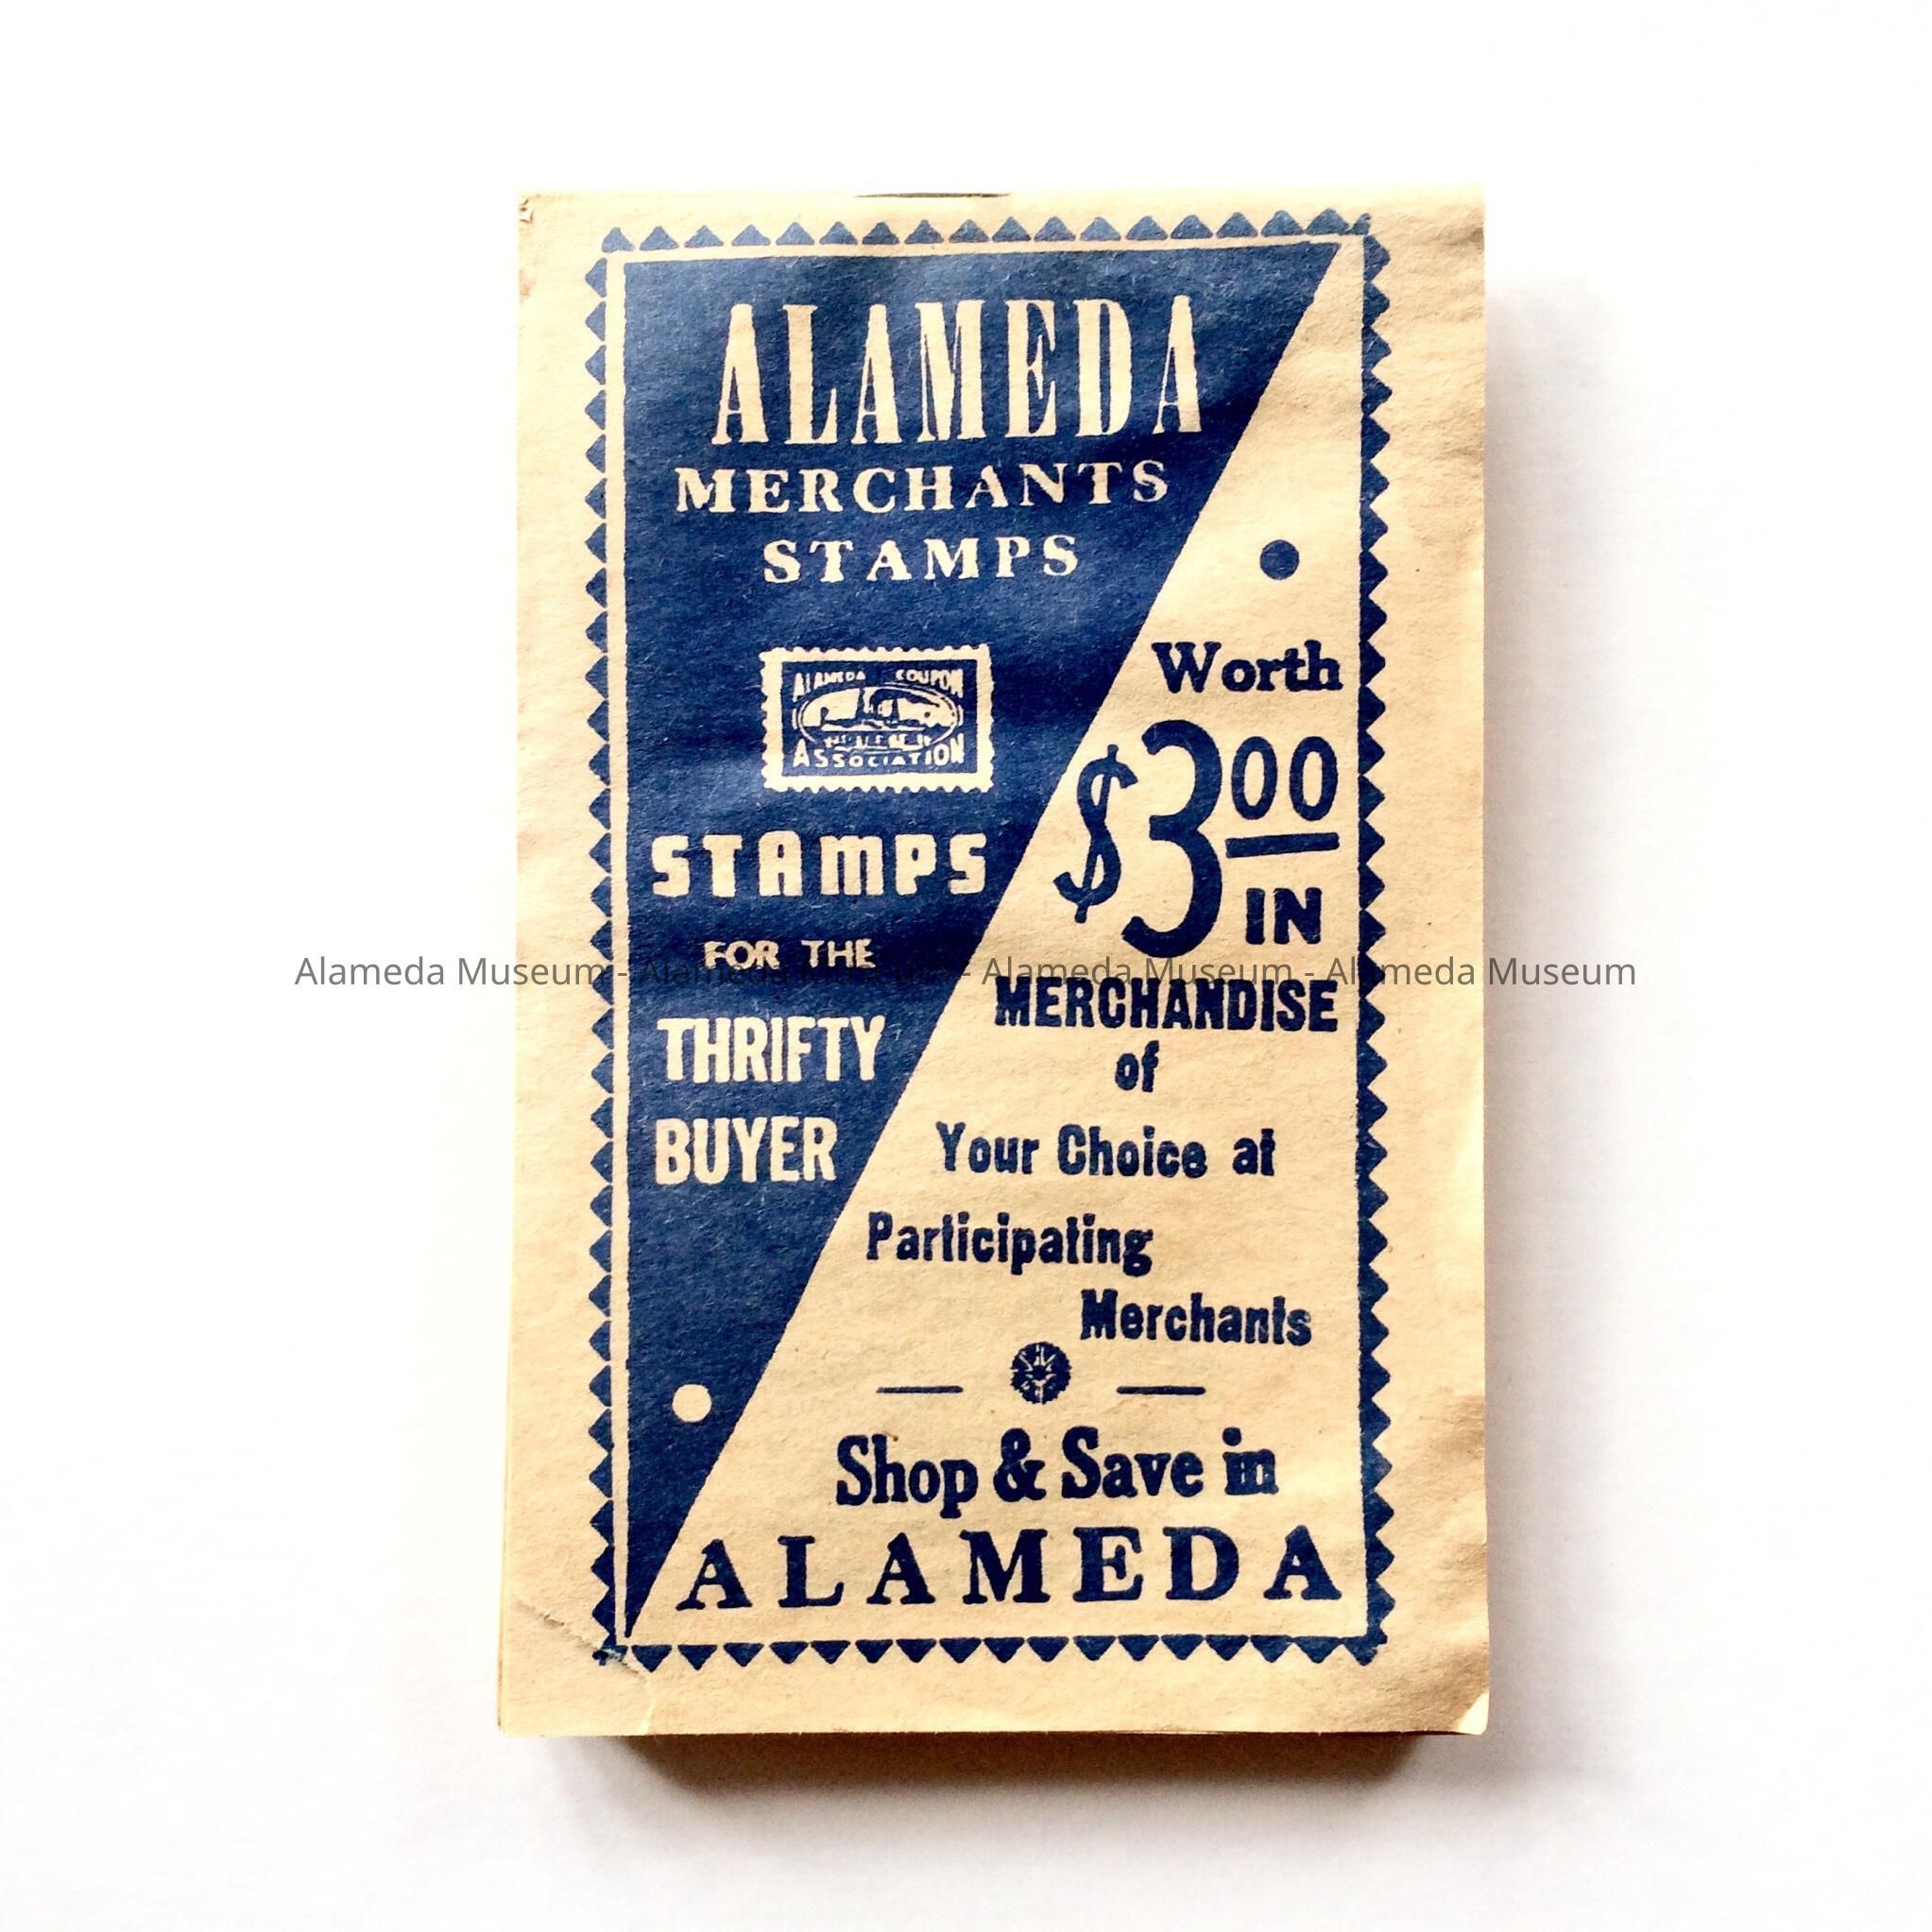 ALAMEDA
MERCHANTS
STAMPS
ALAMEDA COUPON
ASSOCIATION
STAMPS
FOR THE
THRIFTY
BUYER
Worth
$3.00
IN
MERCHANDISE
of
Your Choice at
Participating
Merchants
Shop & Save in
ALAMEDA
Alameda Museum - Alameda Museum - Alameda Museum - Alameda Museum